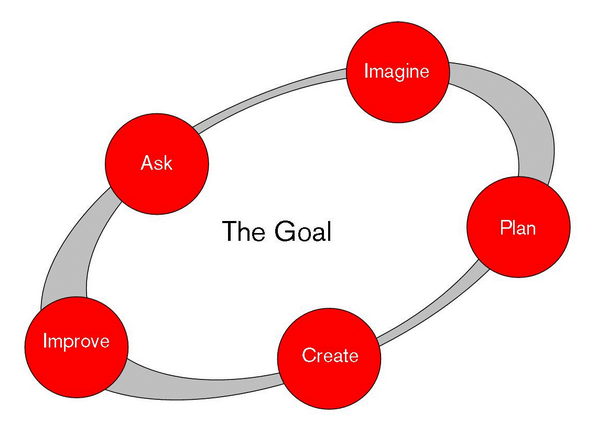 Imagine
Ask
Plan
The Goal
Improve
Create